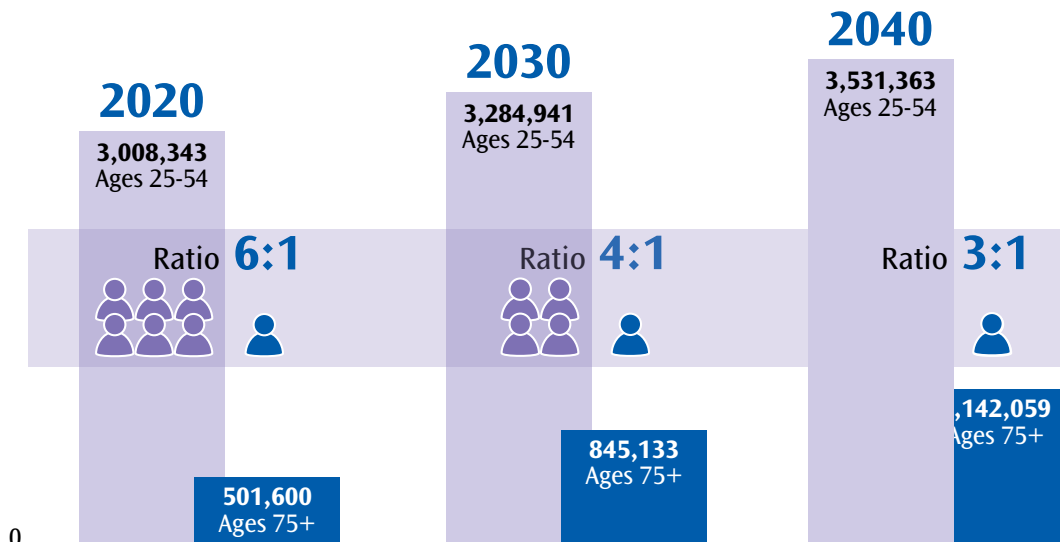 2020
3,008,343
Ages 25-54
2030
3,284,941
Ages 25-54
2040
3,531,363
Ages 25-54
Ratio 6:1
Ratio 4:1
Ratio 3:1
501,600
Ages 75+
845,133
Ages 75+
,142,059
Ages 75+
0